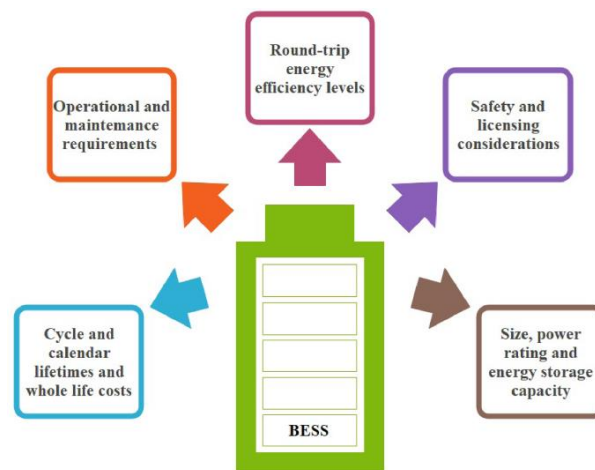 Round-trip
energy
efficiency levels
Operational and
maintemance
requirements
Safety and
licensing
considerations
Cycle and
calendar
lifetimes and
whole life costs
Size, power
rating and
energy storage
capacity
BESS